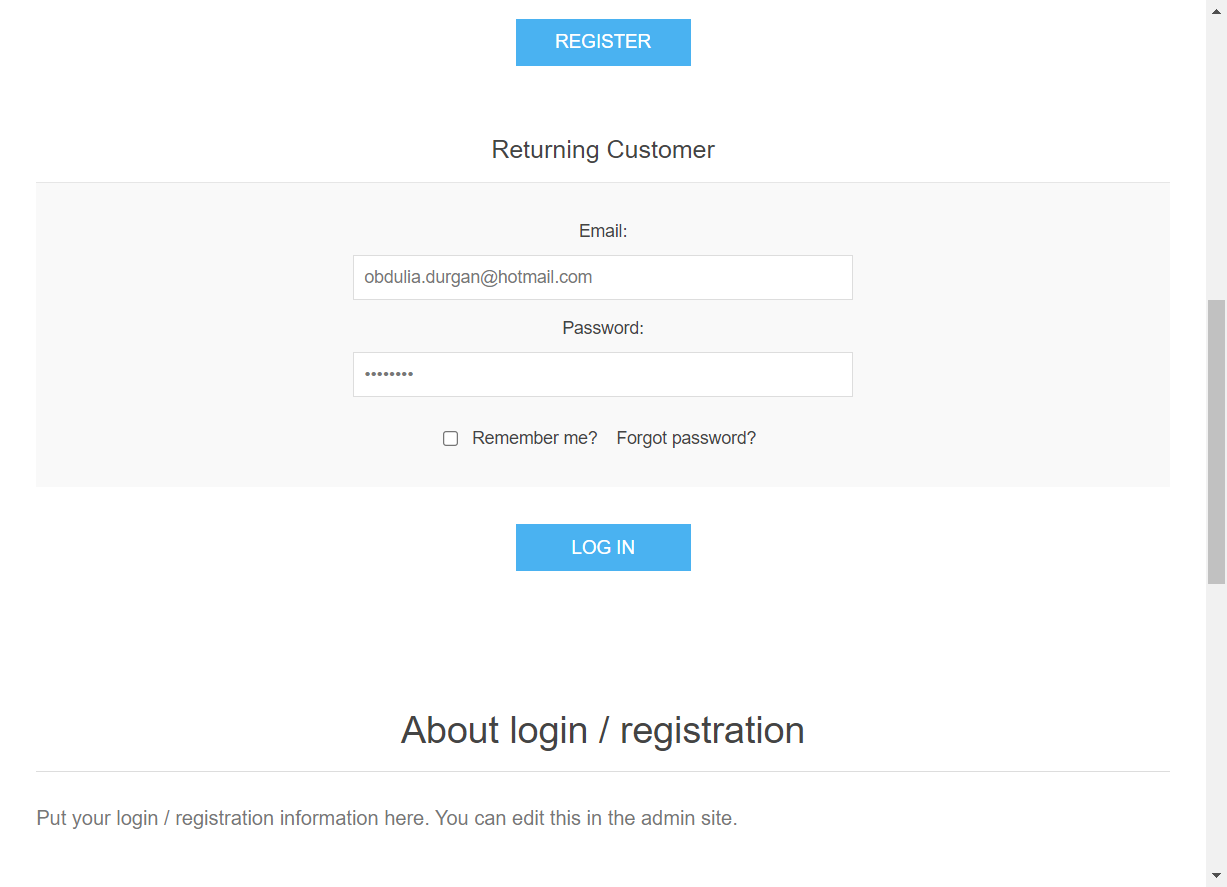 REGISTER
Returning Customer
Email:
obdulia.durgan@hotmail.com
Password:
••••••••
Remember me? Forgot password?
LOG IN
About login / registration
Put your login / registration information here. You can edit this in the admin site.